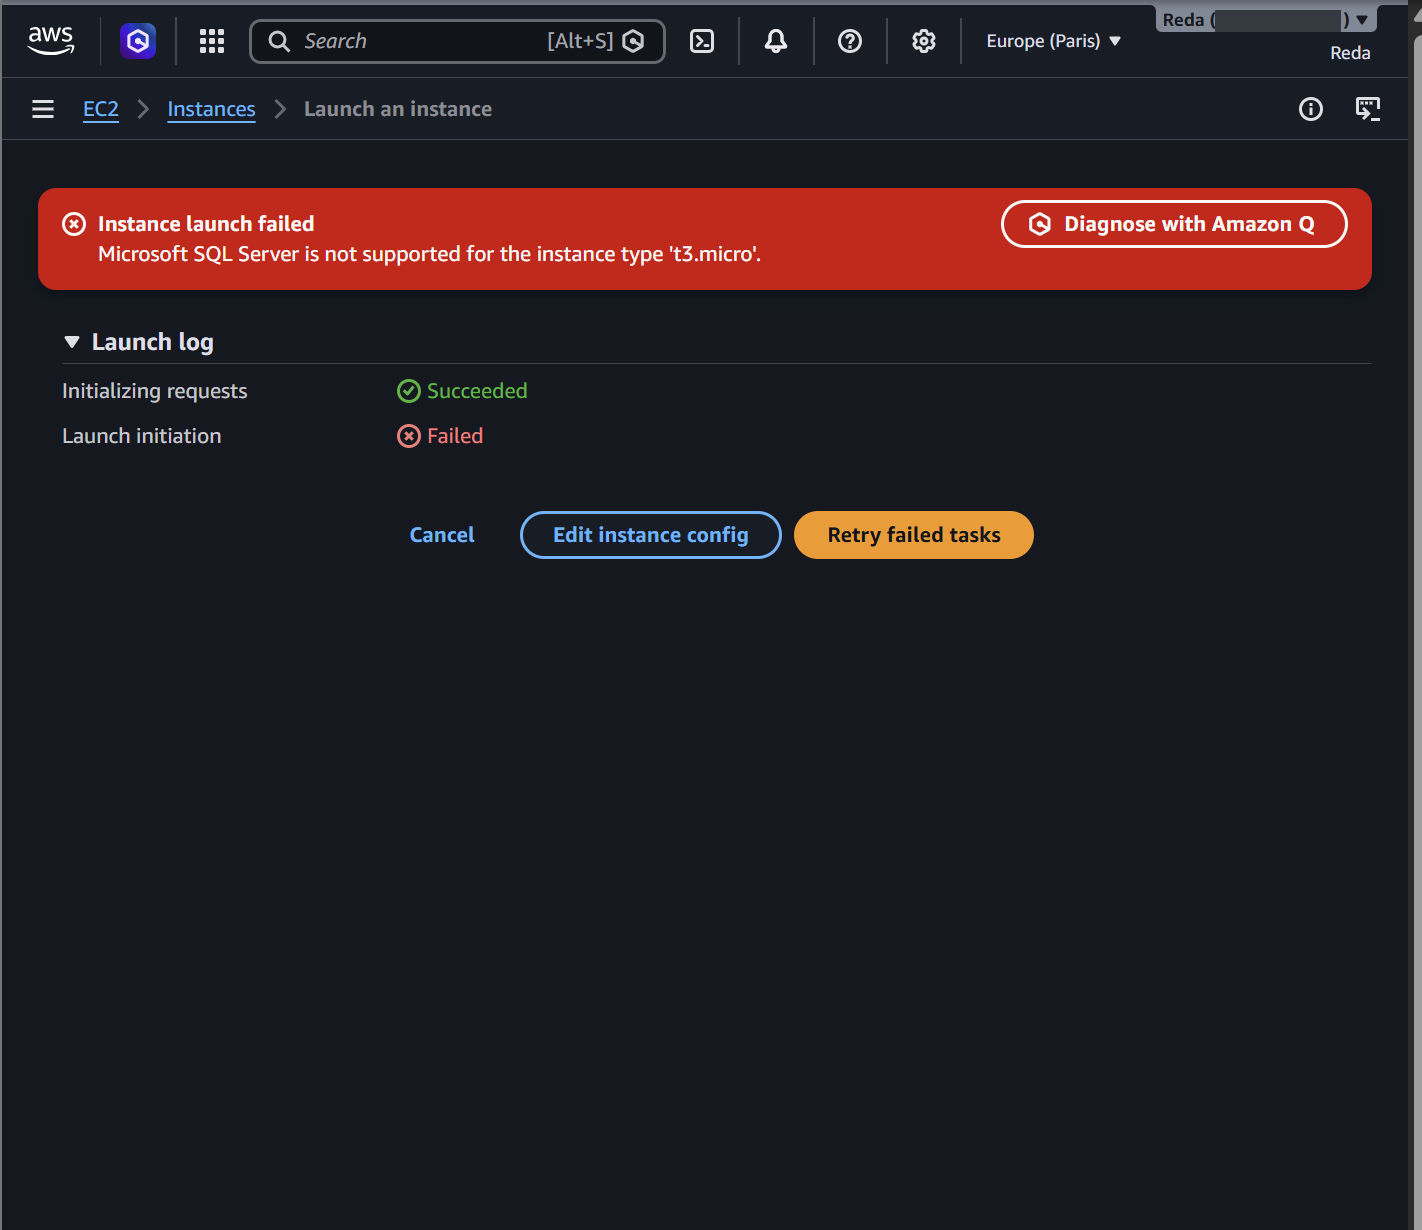 aws
Search [Alt+S]
Europe (Paris)
Reda ( )
Reda
EC2 Instances Launch an instance
Instance launch failed
Microsoft SQL Server is not supported for the instance type 't3.micro'.
Diagnose with Amazon Q
Launch log
Initializing requests Succeeded
Launch initiation Failed
Cancel Edit instance config Retry failed tasks